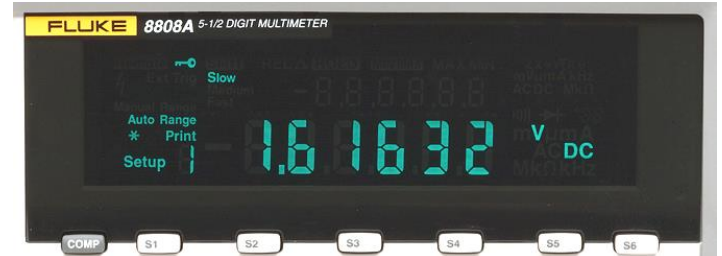 FLUKE 8808A 5-1/2 DIGIT MULTIMETER
Slow
Auto Range
* Print
Setup 1
1.61632 V DC
COMP S1 S2 S3 S4 S5 S6